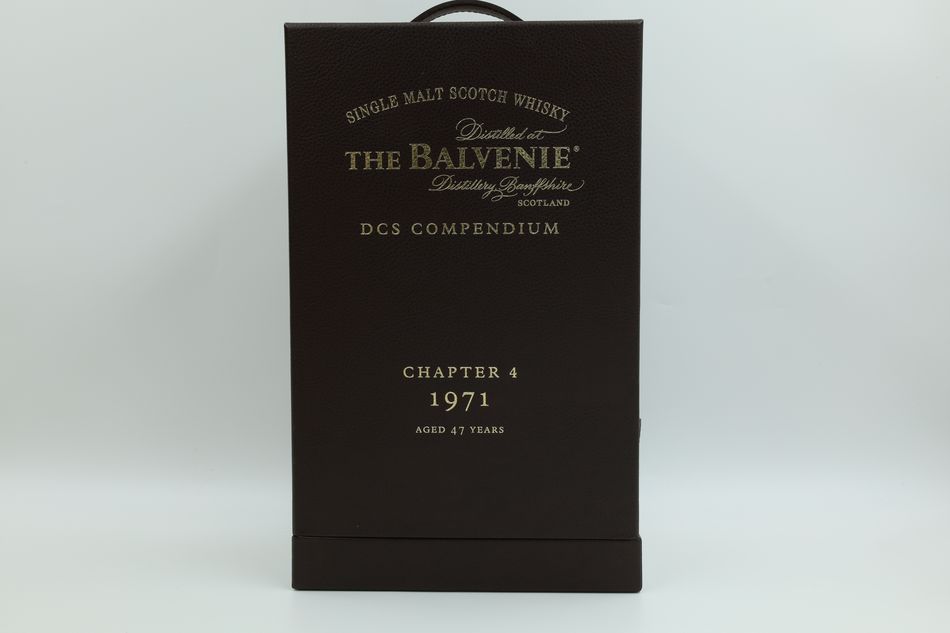 SINGLE MALT SCOTCH WHISKY
Distilled at
THE BALVENIE®
Distillery Banffshire
SCOTLAND
DCS COMPENDIUM
CHAPTER 4
1971
AGED 47 YEARS